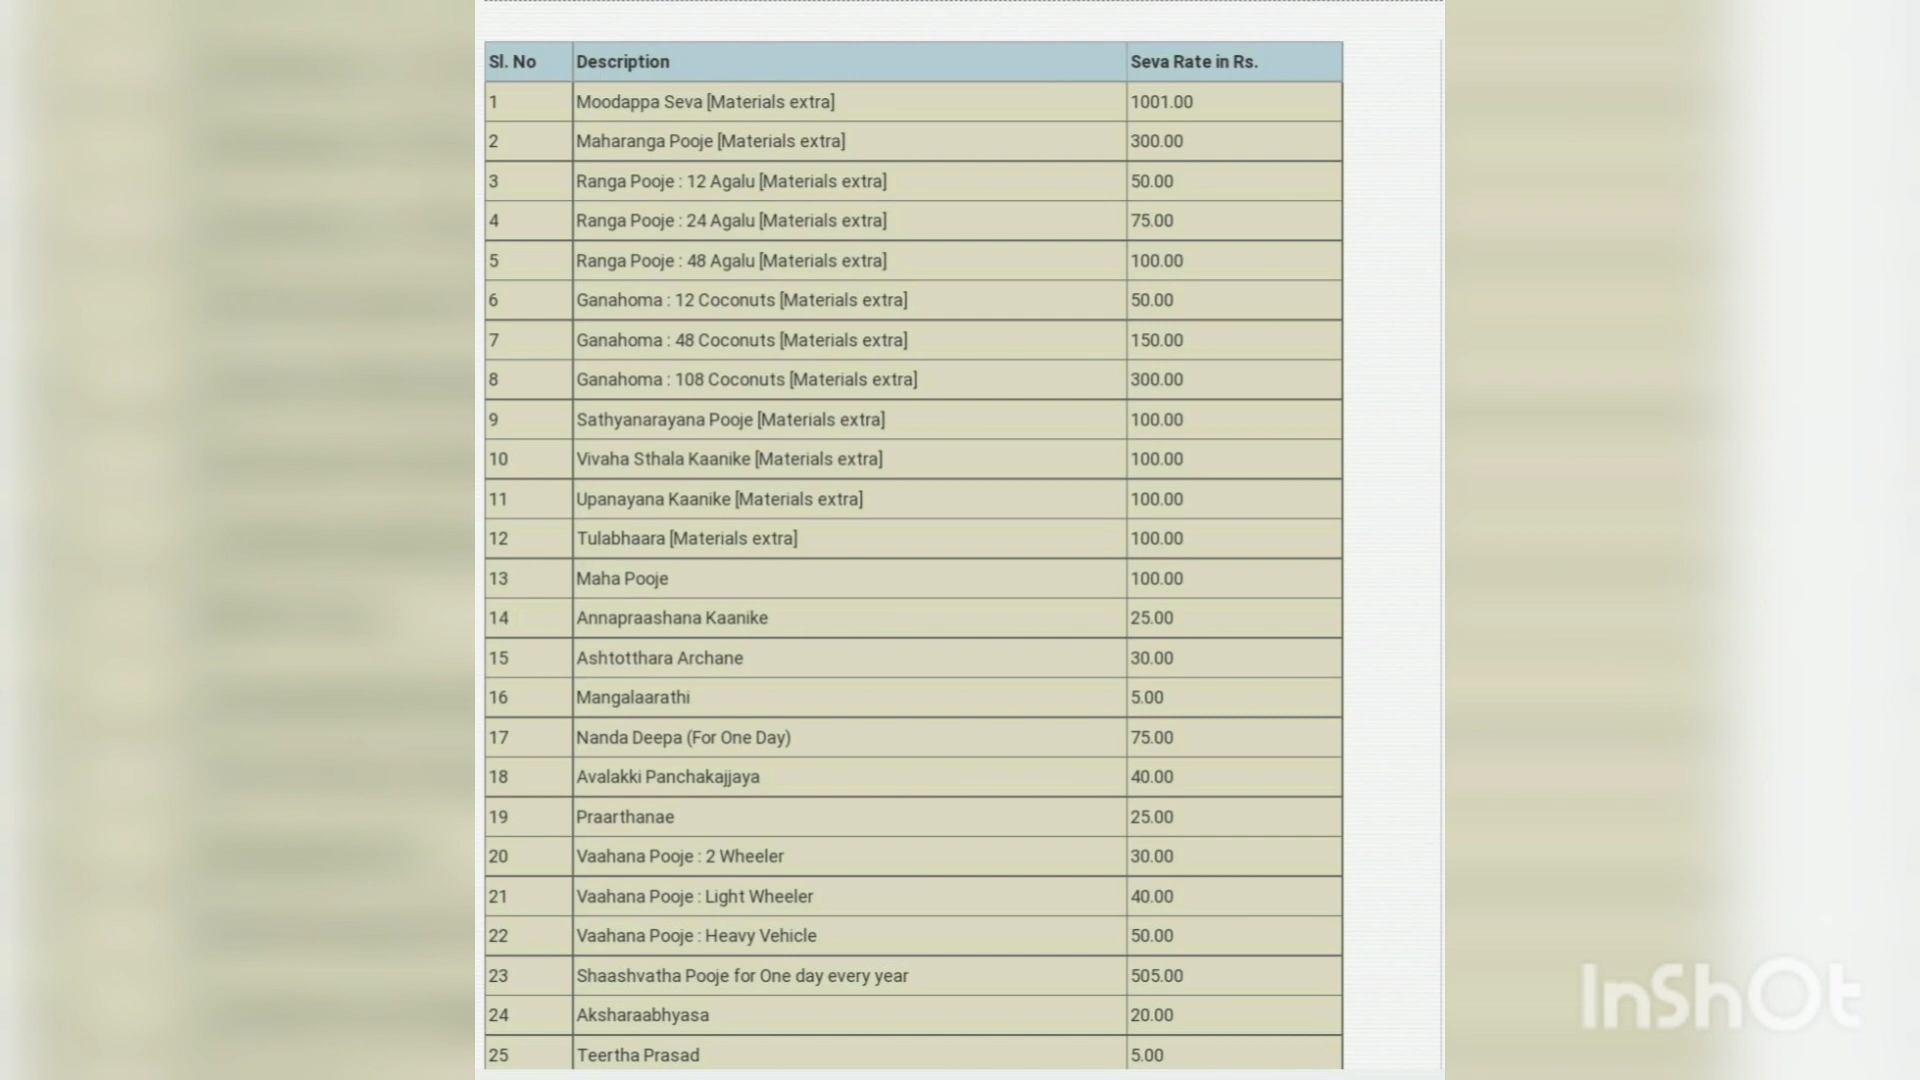 Sl. No Description Seva Rate in Rs.
1 Moodappa Seva [Materials extra] 1001.00
2 Maharanga Pooje [Materials extra] 300.00
3 Ranga Pooje : 12 Agalu [Materials extra] 50.00
4 Ranga Pooje : 24 Agalu [Materials extra] 75.00
5 Ranga Pooje : 48 Agalu [Materials extra] 100.00
6 Ganahoma : 12 Coconuts [Materials extra] 50.00
7 Ganahoma : 48 Coconuts [Materials extra] 150.00
8 Ganahoma : 108 Coconuts [Materials extra] 300.00
9 Sathyanarayana Pooje [Materials extra] 100.00
10 Vivaha Sthala Kaanike [Materials extra] 100.00
11 Upanayana Kaanike [Materials extra] 100.00
12 Tulabhaara [Materials extra] 100.00
13 Maha Pooje 100.00
14 Annapraashana Kaanike 25.00
15 Ashtotthara Archane 30.00
16 Mangalaarathi 5.00
17 Nanda Deepa (For One Day) 75.00
18 Avalakki Panchakajjaya 40.00
19 Praarthanae 25.00
20 Vaahana Pooje : 2 Wheeler 30.00
21 Vaahana Pooje : Light Wheeler 40.00
22 Vaahana Pooje : Heavy Vehicle 50.00
23 Shaashvatha Pooje for One day every year 505.00
24 Aksharaabhyasa 20.00
25 Teertha Prasad 5.00
InShOt